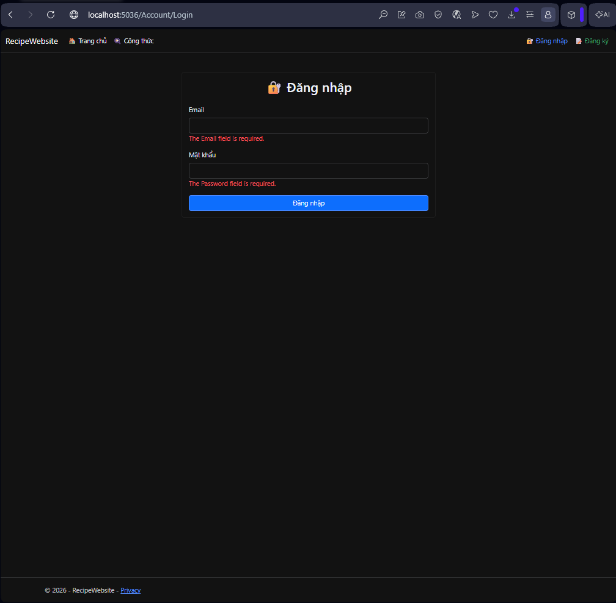 localhost:5036/Account/Login
AI
RecipeWebsite Trang chủ Công thức Đăng nhập Đăng ký
Đăng nhập
Email
The Email field is required.
Mật khẩu
The Password field is required.
Đăng nhập
© 2026 - RecipeWebsite - Privacy